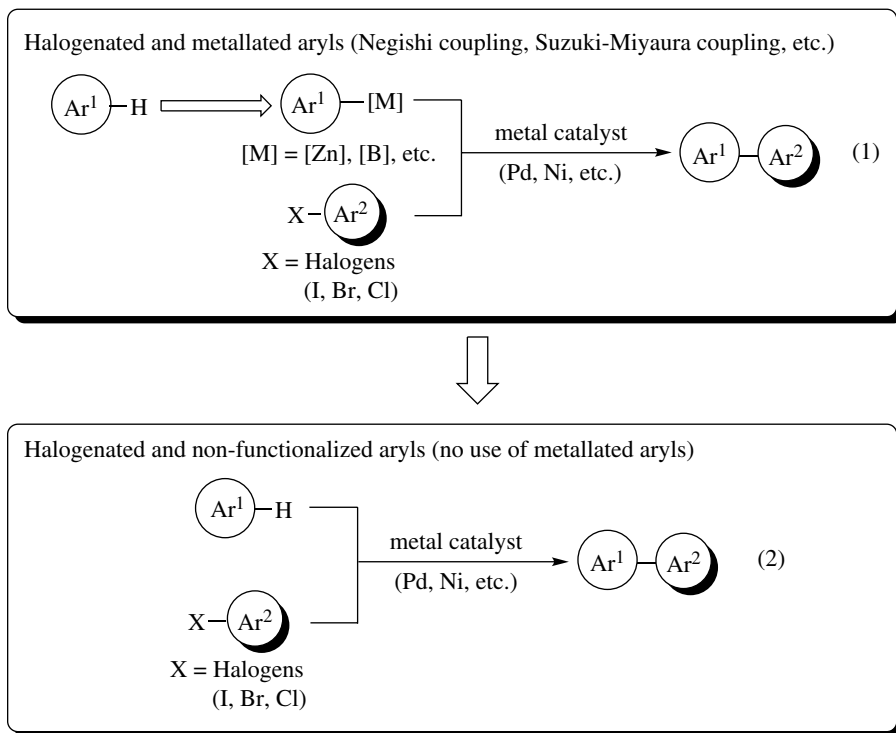 Halogenated and metallated aryls (Negishi coupling, Suzuki-Miyaura coupling, etc.)
Ar¹–H
Ar¹–[M]
[M] = [Zn], [B], etc.
X–Ar²
X = Halogens
(I, Br, Cl)
metal catalyst
(Pd, Ni, etc.)
Ar¹–Ar²
(1)
Halogenated and non-functionalized aryls (no use of metallated aryls)
Ar¹–H
X–Ar²
X = Halogens
(I, Br, Cl)
metal catalyst
(Pd, Ni, etc.)
Ar¹–Ar²
(2)